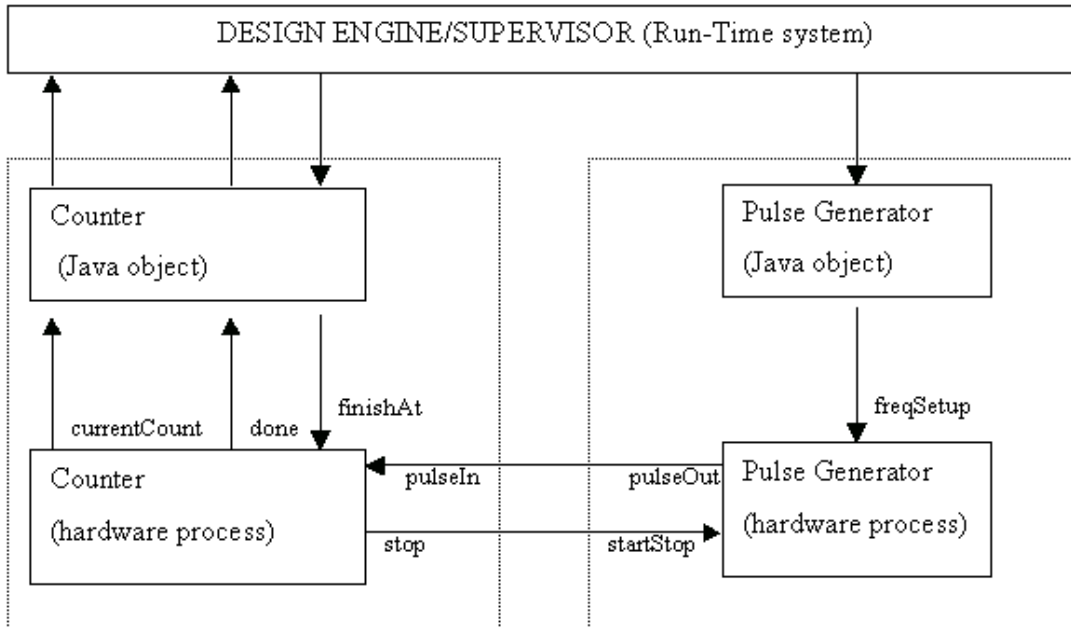 DESIGN ENGINE/SUPERVISOR (Run-Time system)
Counter
(Java object)
Pulse Generator
(Java object)
finishAt
freqSetup
currentCount
done
Counter
(hardware process)
pulseIn
pulseOut
stop
startStop
Pulse Generator
(hardware process)